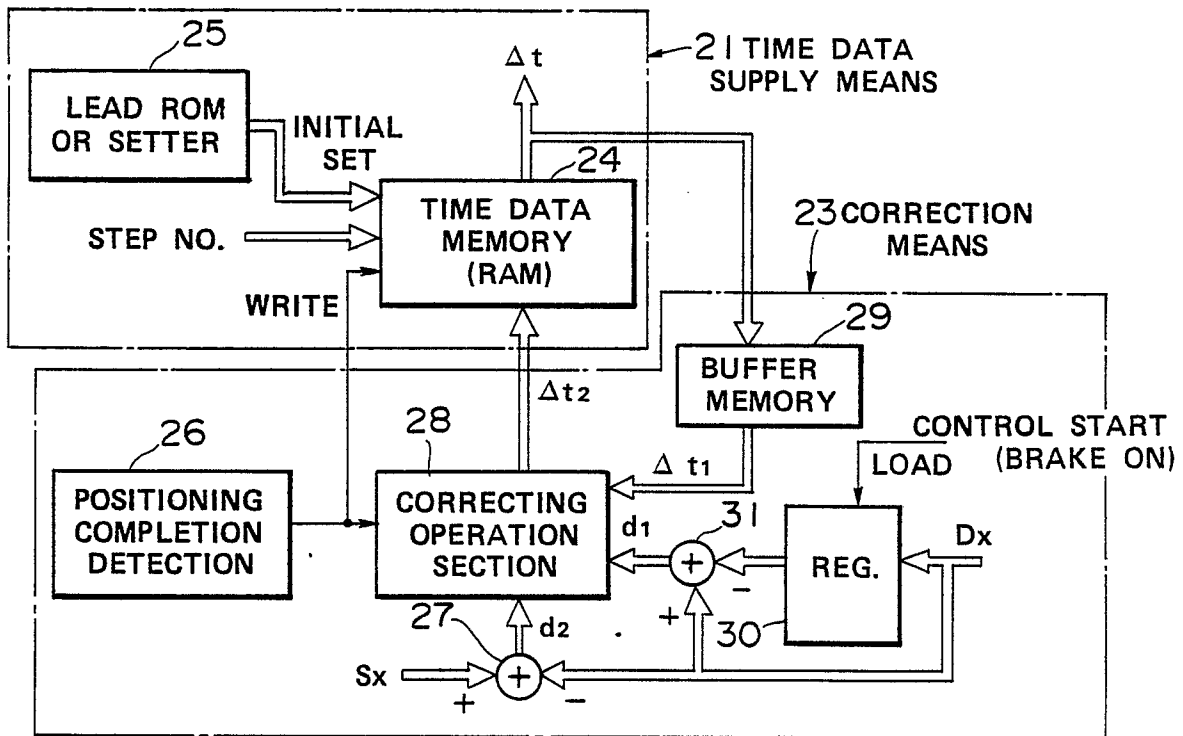 25
LEAD ROM
OR SETTER
INITIAL
SET
Δt
21 TIME DATA
SUPPLY MEANS
24
TIME DATA
MEMORY
(RAM)
STEP NO.
WRITE
23 CORRECTION
MEANS
29
BUFFER
MEMORY
Δt2
26
POSITIONING
COMPLETION
DETECTION
28
CORRECTING
OPERATION
SECTION
Δt1
CONTROL START
(BRAKE ON)
LOAD
d1
31
+
−
+
REG.
30
Dx
27
d2
Sx
+
+
−